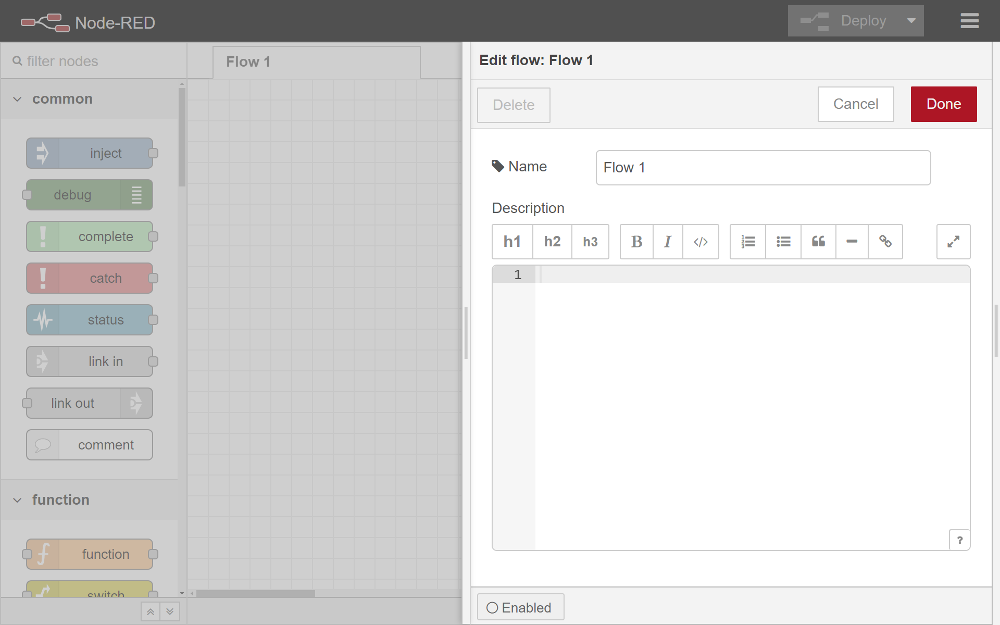 Node-RED
Deploy
filter nodes
Flow 1
Edit flow: Flow 1
Delete
Cancel
Done
common
inject
debug
complete
catch
status
link in
link out
comment
function
function
switch
Name
Flow 1
Description
h1 h2 h3 B I </>
1
?
Enabled